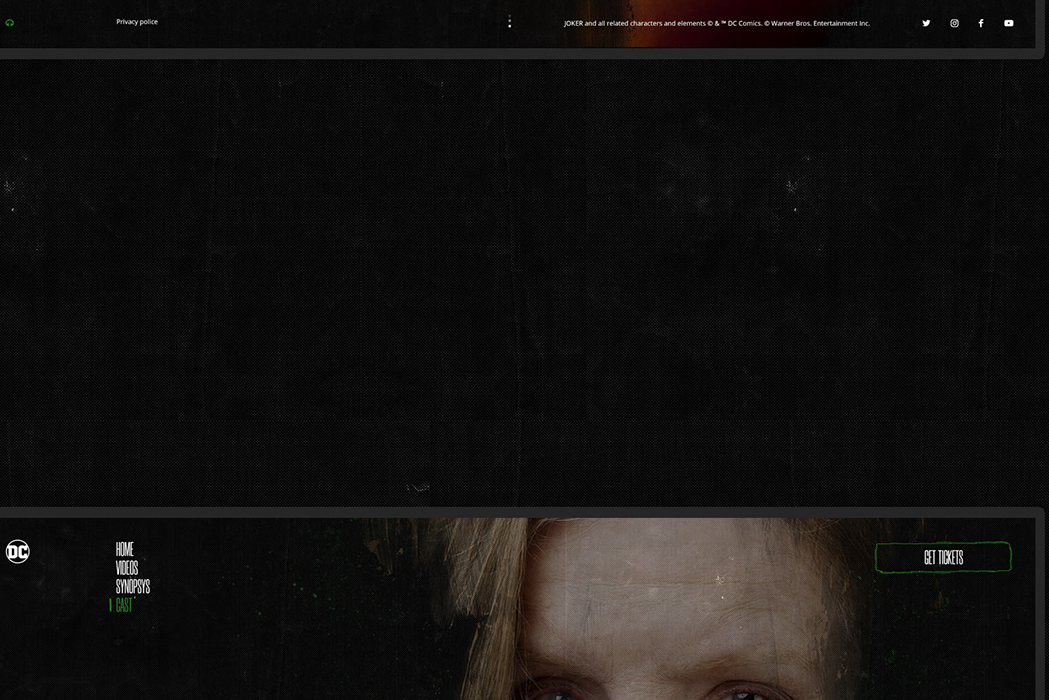 Privacy police
JOKER and all related characters and elements © & ™ DC Comics. © Warner Bros. Entertainment Inc.
DC
HOME
VIDEOS
SYNOPSYS
CAST
GET TICKETS